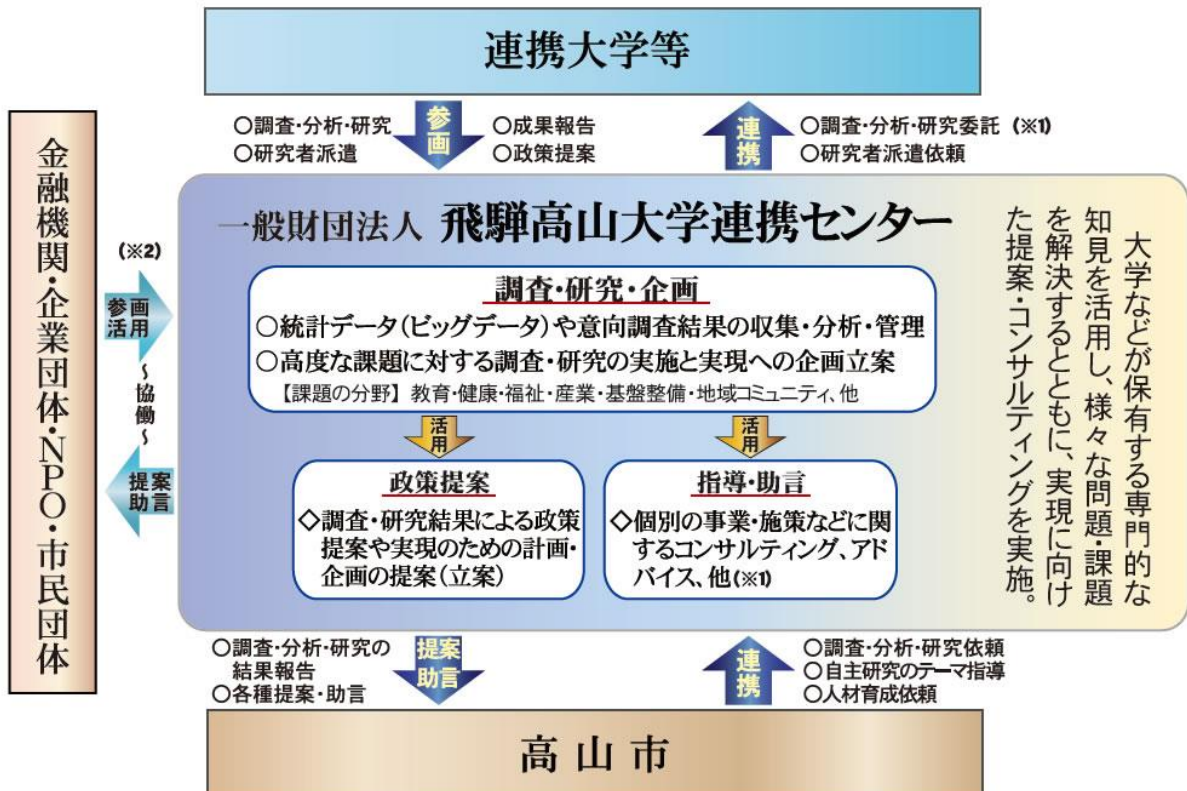 連携大学等
○調査・分析・研究
○研究者派遣
参画
○成果報告
○政策提案
連携
○調査・分析・研究委託 (※1)
○研究者派遣依頼
金融機関・企業団体・NPO・市民団体
(※2)
参画
活用
～協働～
提案
助言
一般財団法人 飛騨高山大学連携センター
調査・研究・企画
○統計データ(ビッグデータ)や意向調査結果の収集・分析・管理
○高度な課題に対する調査・研究の実施と実現への企画立案
【課題の分野】 教育・健康・福祉・産業・基盤整備・地域コミュニティ、他
活用
活用
政策提案
◇調査・研究結果による政策
提案や実現のための計画・
企画の提案(立案)
指導・助言
◇個別の事業・施策などに関
するコンサルティング、アド
バイス、他(※1)
大学などが保有する専門的な
知見を活用し、様々な問題・課題
を解決するとともに、実現に向け
た提案・コンサルティングを実施。
○調査・分析・研究の
結果報告
○各種提案・助言
提案
助言
連携
○調査・分析・研究依頼
○自主研究のテーマ指導
○人材育成依頼
高山市